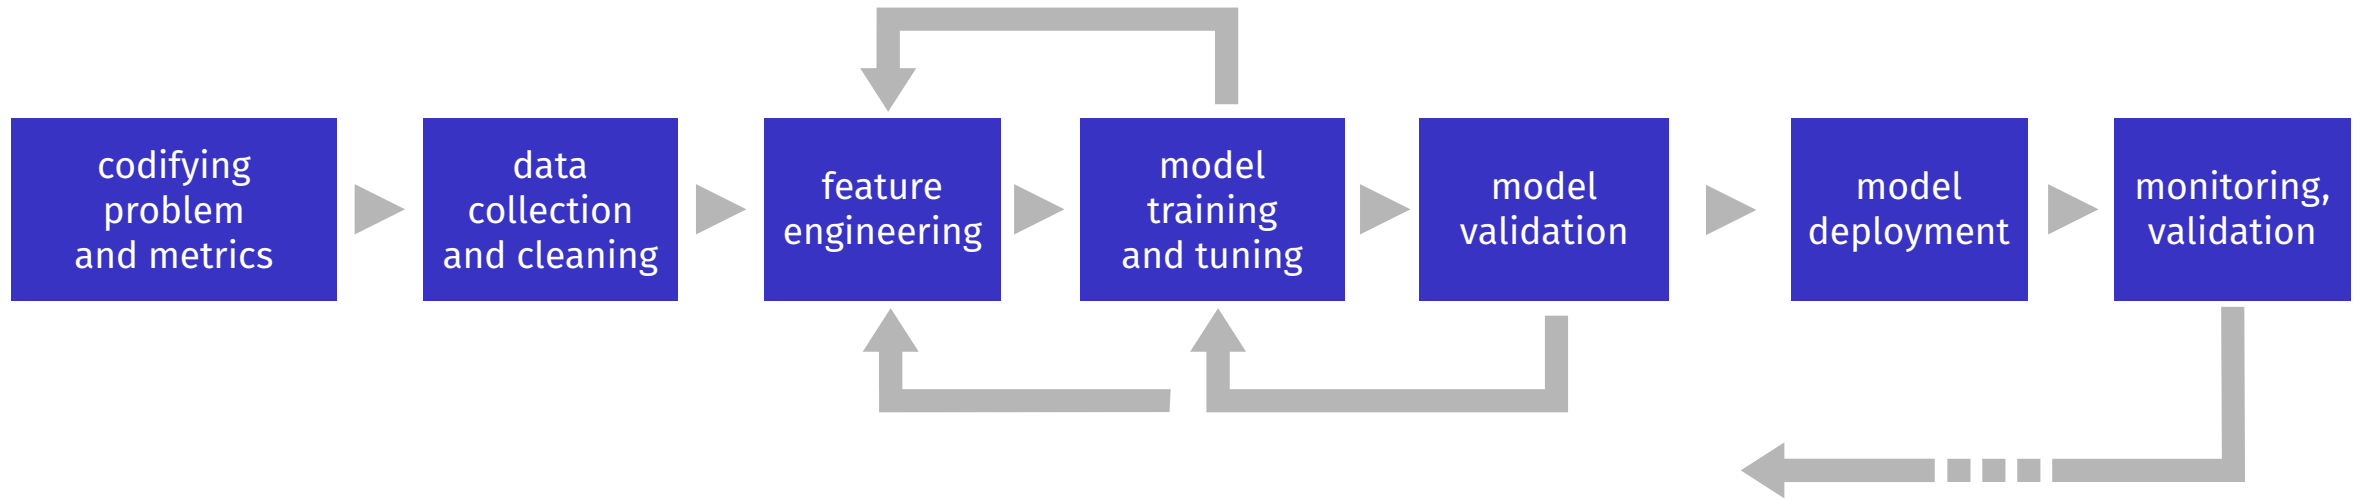 codifying
problem
and metrics
data
collection
and cleaning
feature
engineering
model
training
and tuning
model
validation
model
deployment
monitoring,
validation